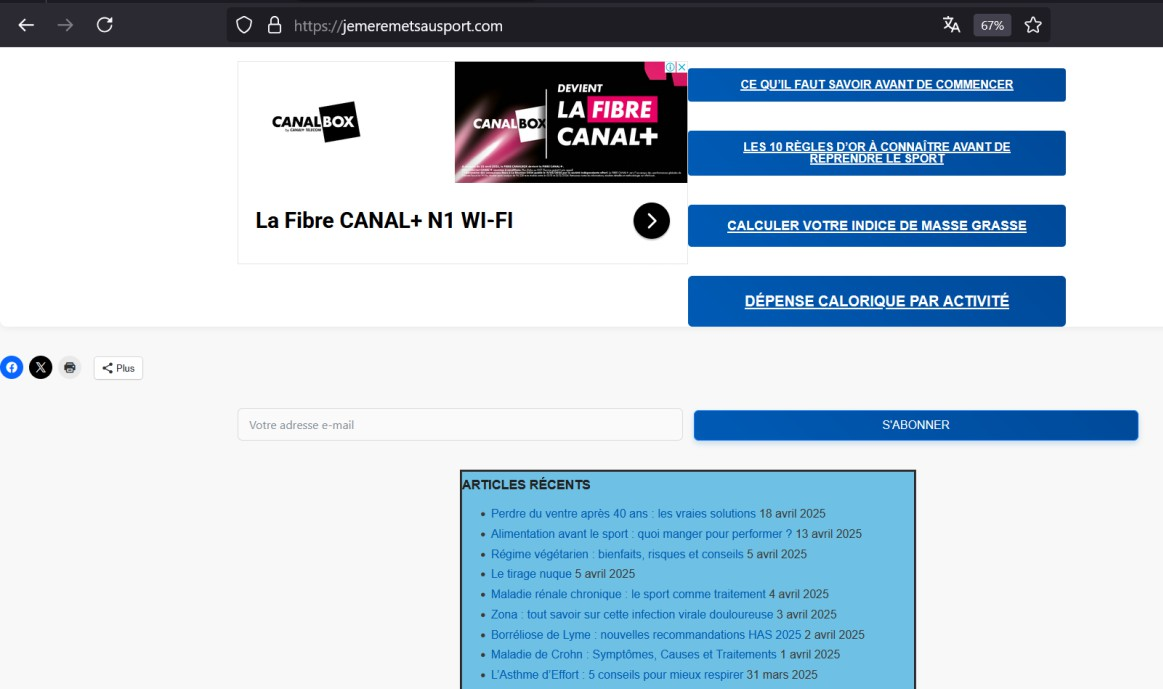 https://jemeremetsausport.com
67%
CANALBOX
by CANAL+ TELECOM
CANALBOX
DEVIENT
LA FIBRE
CANAL+
La Fibre CANAL+ N1 WI-FI
CE QU'IL FAUT SAVOIR AVANT DE COMMENCER
LES 10 RÈGLES D'OR À CONNAÎTRE AVANT DE
REPRENDRE LE SPORT
CALCULER VOTRE INDICE DE MASSE GRASSE
DÉPENSE CALORIQUE PAR ACTIVITÉ
Plus
Votre adresse e-mail
S'ABONNER
ARTICLES RÉCENTS
Perdre du ventre après 40 ans : les vraies solutions 18 avril 2025
Alimentation avant le sport : quoi manger pour performer ? 13 avril 2025
Régime végétarien : bienfaits, risques et conseils 5 avril 2025
Le tirage nuque 5 avril 2025
Maladie rénale chronique : le sport comme traitement 4 avril 2025
Zona : tout savoir sur cette infection virale douloureuse 3 avril 2025
Borréliose de Lyme : nouvelles recommandations HAS 2025 2 avril 2025
Maladie de Crohn : Symptômes, Causes et Traitements 1 avril 2025
L'Asthme d'Effort : 5 conseils pour mieux respirer 31 mars 2025